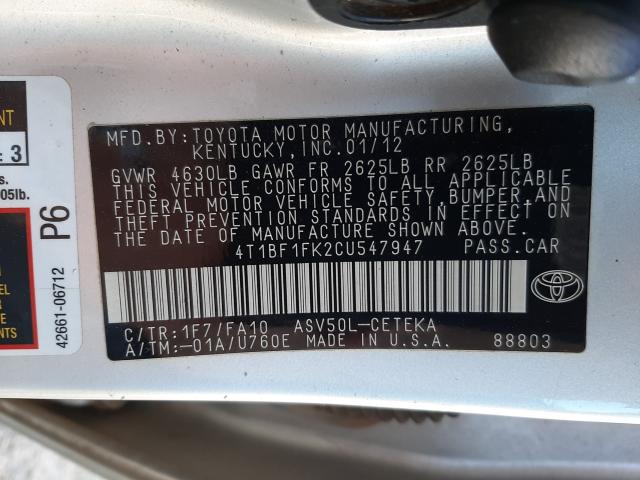 MFD.BY:TOYOTA MOTOR MANUFACTURING,
KENTUCKY, INC.01/12
GVWR 4630LB GAWR FR 2625LB RR 2625LB
THIS VEHICLE CONFORMS TO ALL APPLICABLE
FEDERAL MOTOR VEHICLE SAFETY,BUMPER,AND
THEFT PREVENTION STANDARDS IN EFFECT ON
THE DATE OF MANUFACTURE SHOWN ABOVE.
4T1BF1FK2CU547947 PASS.CAR
C/TR:1F7/FA10 ASV50L-CETEKA
A/TM:-01A/U760E MADE IN U.S.A. 88803
3
05lb.
P6
42661-06712